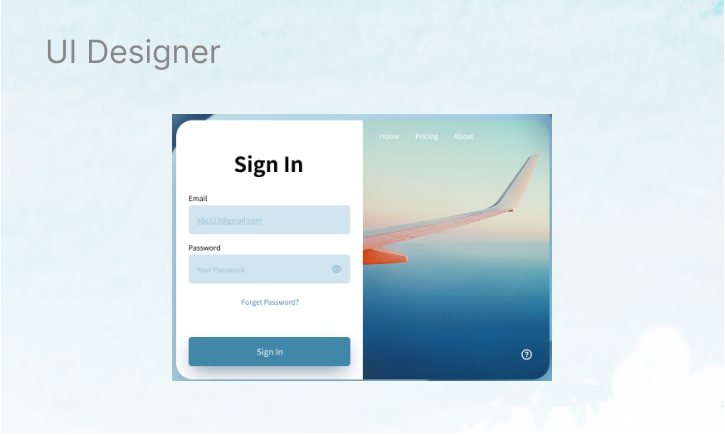 UI Designer
Home Pricing About
Sign In
Email
abc123@gmail.com
Password
Your Password
Forget Password?
Sign In